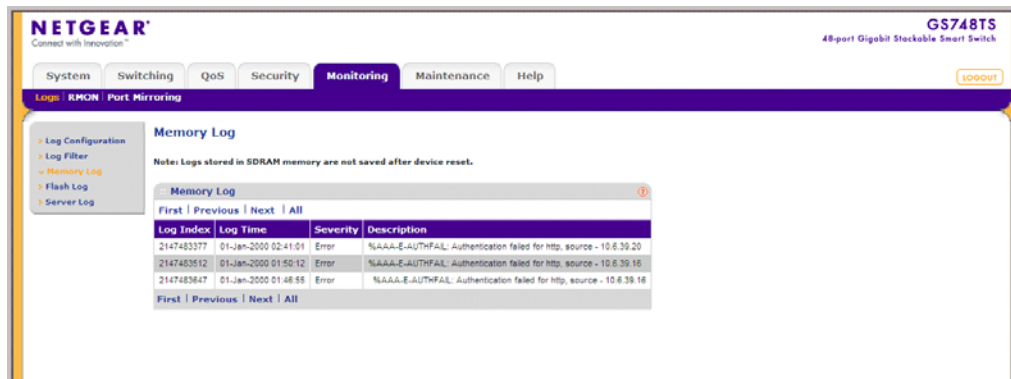 NETGEAR®
Connect with Innovation™
GS748TS
48-port Gigabit Stackable Smart Switch
System Switching QoS Security Monitoring Maintenance Help
LOGOUT
Logs RMON Port Mirroring
Log Configuration
Log Filter
Memory Log
Flash Log
Server Log
Memory Log
Note: Logs stored in SDRAM memory are not saved after device reset.
Memory Log
First Previous Next All
Log Index Log Time Severity Description
2147483377 01-Jan-2000 02:41:01 Error %AAA-E-AUTHFAIL: Authentication failed for http, source - 10.6.39.20
2147483512 01-Jan-2000 01:50:12 Error %AAA-E-AUTHFAIL: Authentication failed for http, source - 10.6.39.16
2147483647 01-Jan-2000 01:46:55 Error %AAA-E-AUTHFAIL: Authentication failed for http, source - 10.6.39.16
First Previous Next All